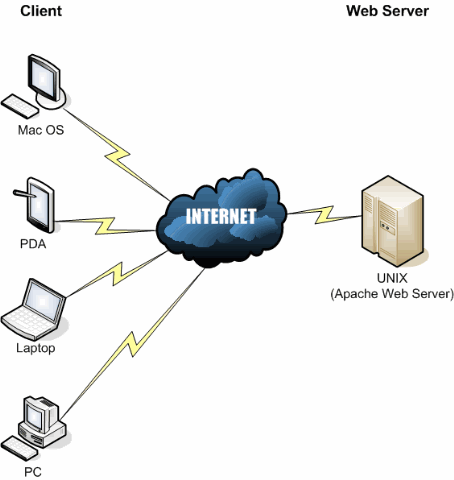 Client
Web Server
Mac OS
PDA
INTERNET
UNIX
(Apache Web Server)
Laptop
PC